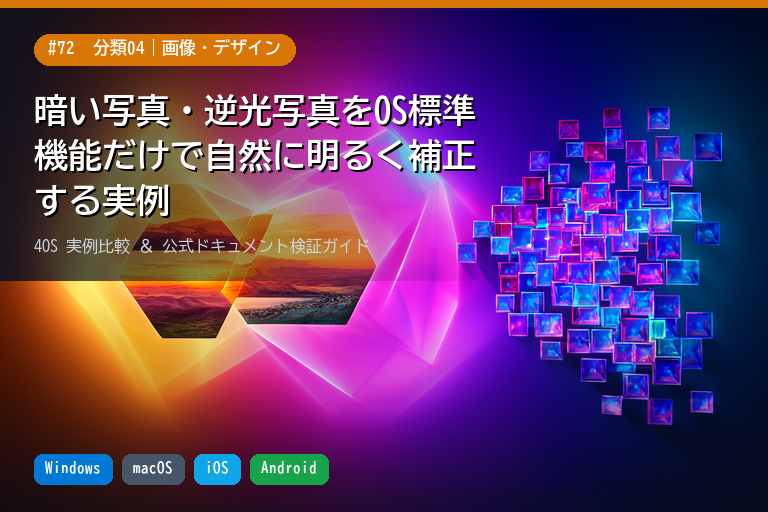 #72 分類04｜画像・デザイン
暗い写真・逆光写真をOS標準
機能だけで自然に明るく補正
する実例
4OS 実例比較 ＆ 公式ドキュメント検証ガイド
Windows macOS iOS Android